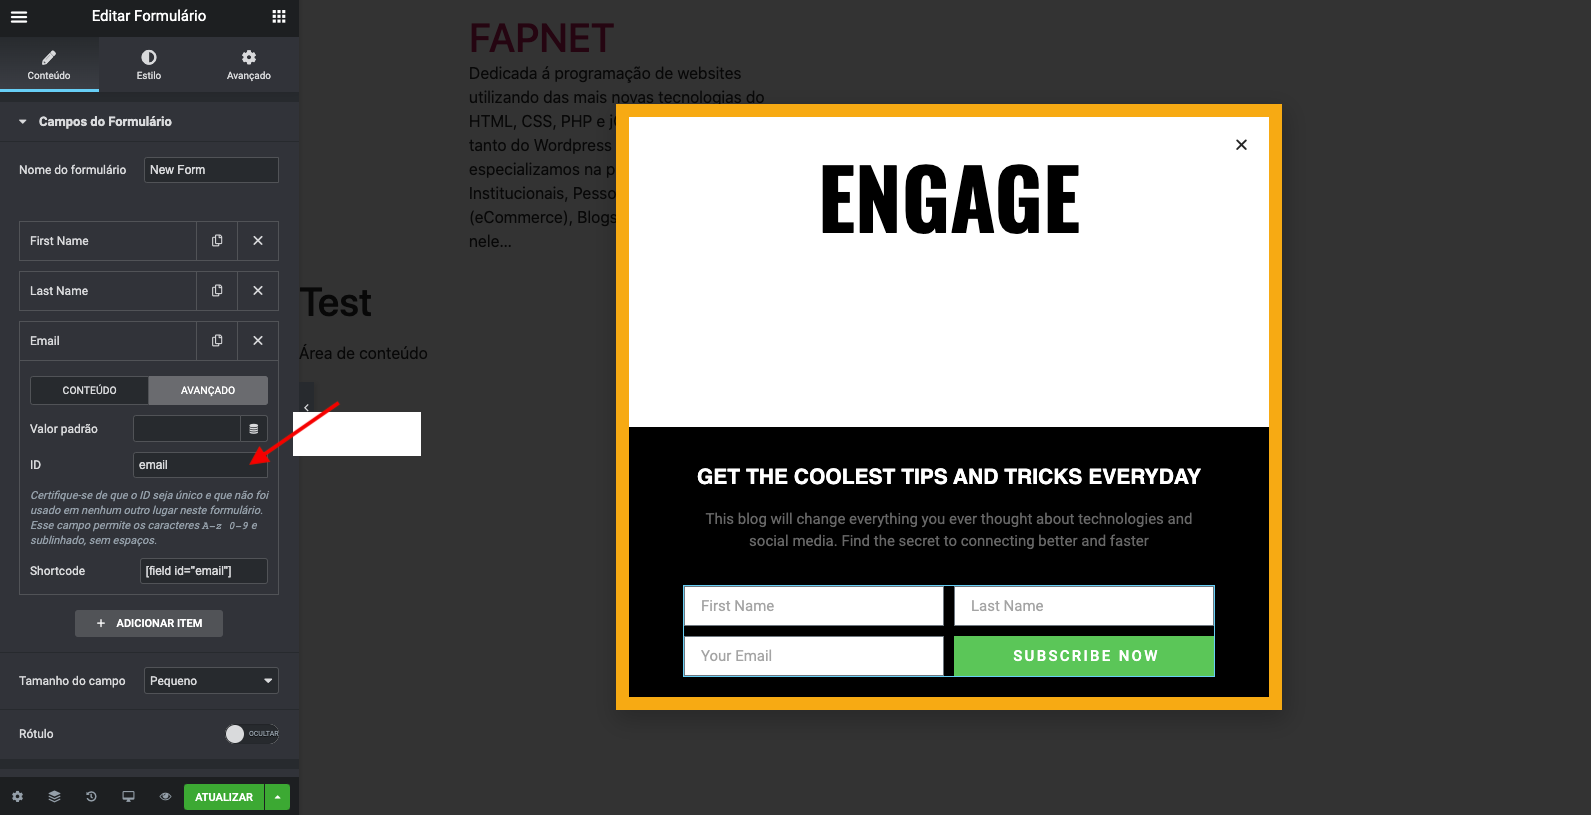 Editar Formulário
Conteúdo
Estilo
Avançado
Campos do Formulário
Nome do formulário
New Form
First Name
Last Name
Email
CONTEÚDO
AVANÇADO
Valor padrão
ID
email
Certifique-se de que o ID seja único e que não foi
usado em nenhum outro lugar neste formulário.
Esse campo permite os caracteres A-z 0-9 e
sublinhado, sem espaços.
Shortcode
[field id="email"]
+ ADICIONAR ITEM
Tamanho do campo
Pequeno
Rótulo
OCULTAR
ATUALIZAR
FAPNET
Dedicada á programação de websites
utilizando das mais novas tecnologias do
HTML, CSS, PHP e
tanto do Wordpress
especializamos na
Institucionais,
(eCommerce), Blogs
nele...
Test
Área de conteúdo
ENGAGE
GET THE COOLEST TIPS AND TRICKS EVERYDAY
This blog will change everything you ever thought about technologies and
social media. Find the secret to connecting better and faster
First Name
Last Name
Your Email
SUBSCRIBE NOW